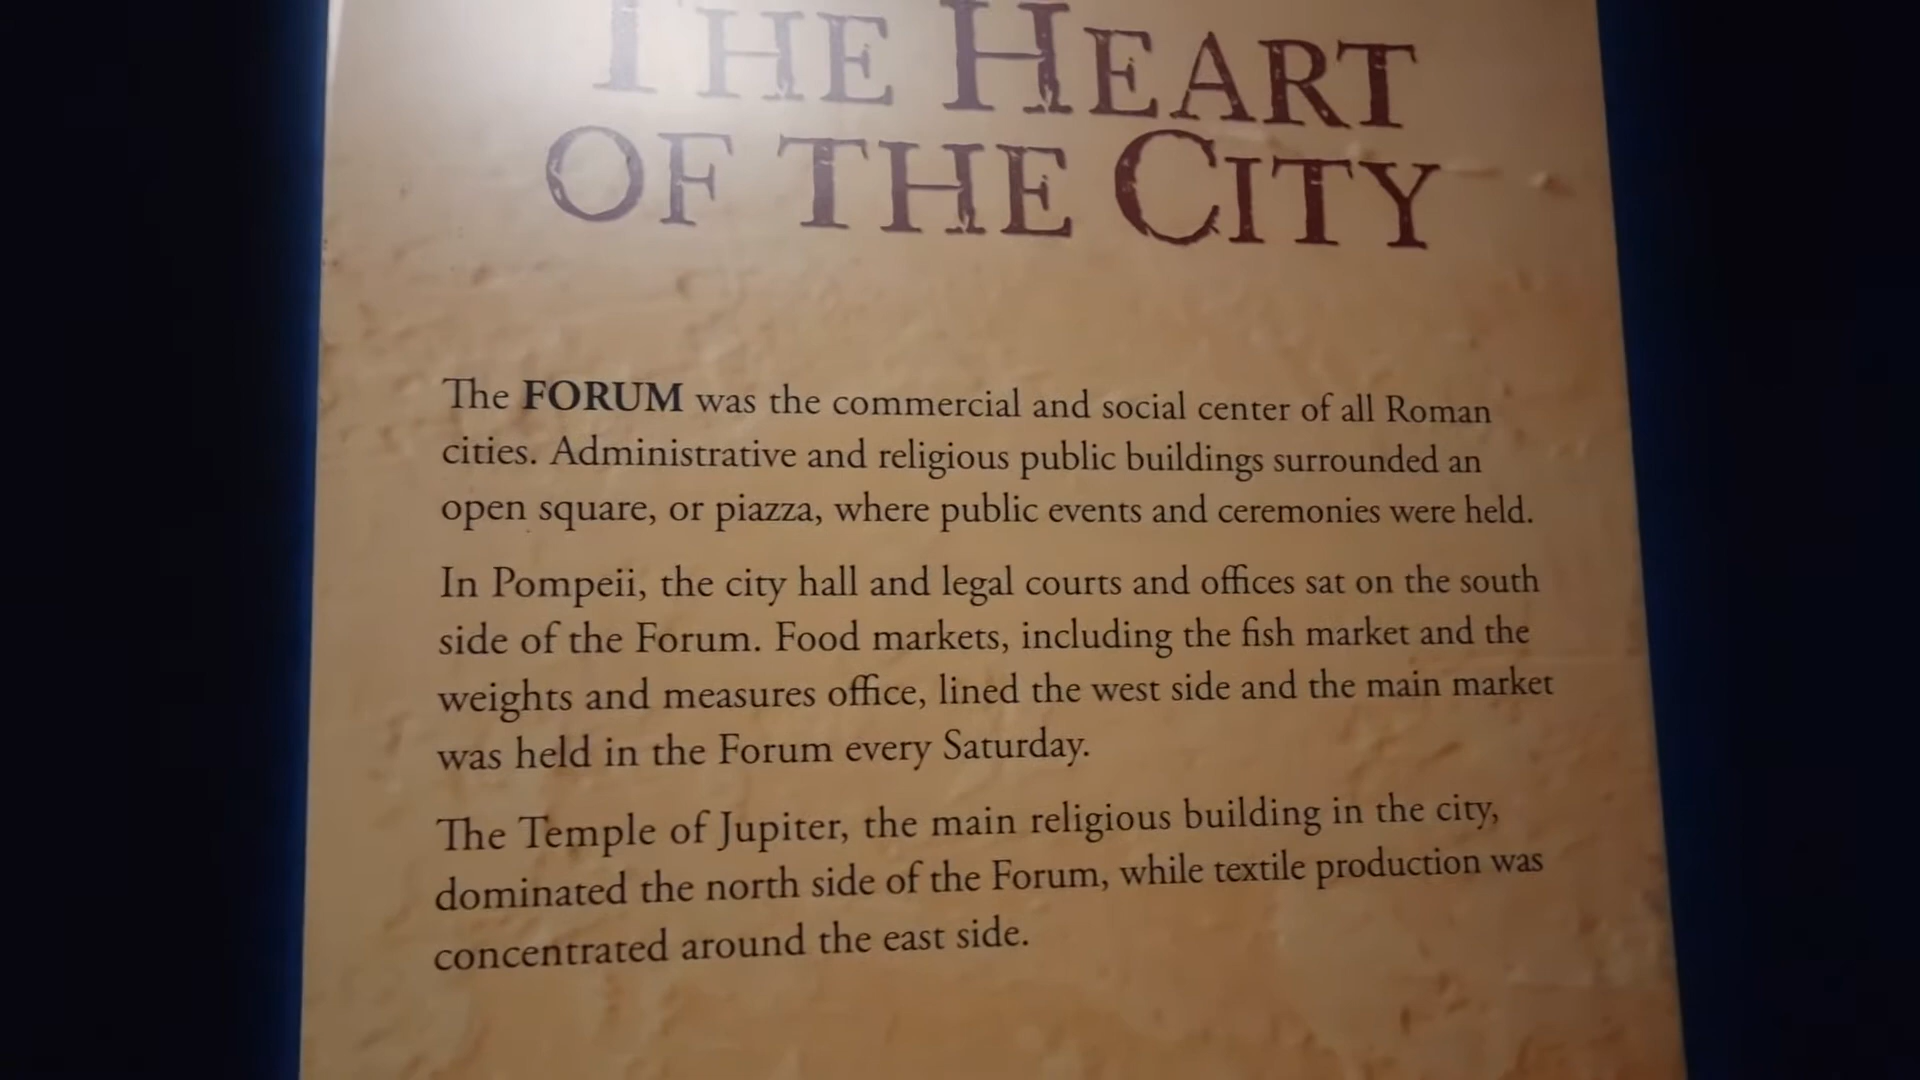 THE HEART
OF THE CITY
The FORUM was the commercial and social center of all Roman
cities. Administrative and religious public buildings surrounded an
open square, or piazza, where public events and ceremonies were held.
In Pompeii, the city hall and legal courts and offices sat on the south
side of the Forum. Food markets, including the fish market and the
weights and measures office, lined the west side and the main market
was held in the Forum every Saturday.
The Temple of Jupiter, the main religious building in the city,
dominated the north side of the Forum, while textile production was
concentrated around the east side.